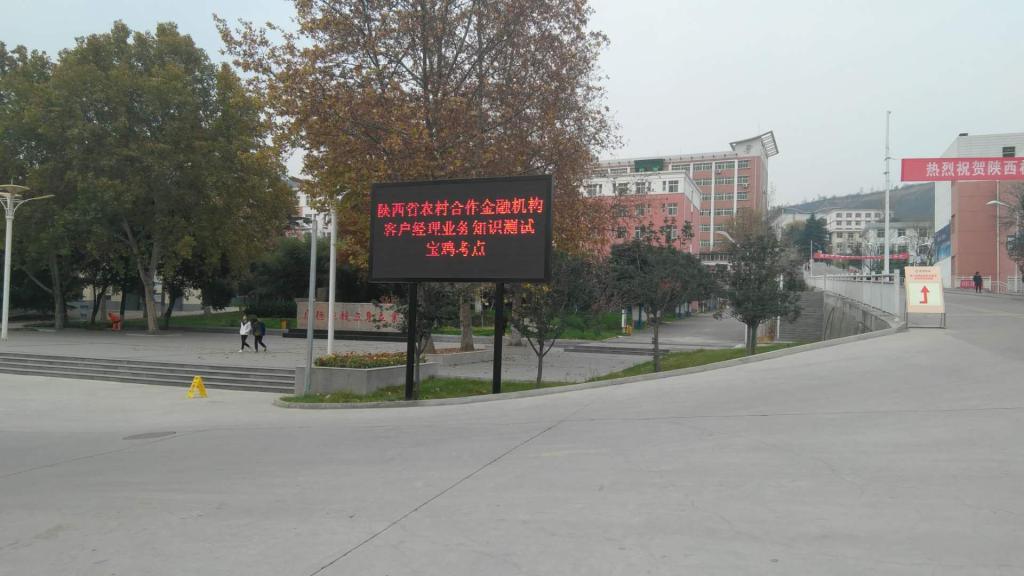 陕西省农村合作金融机构
客户经理业务知识测试
宝鸡考点
热烈祝贺陕西